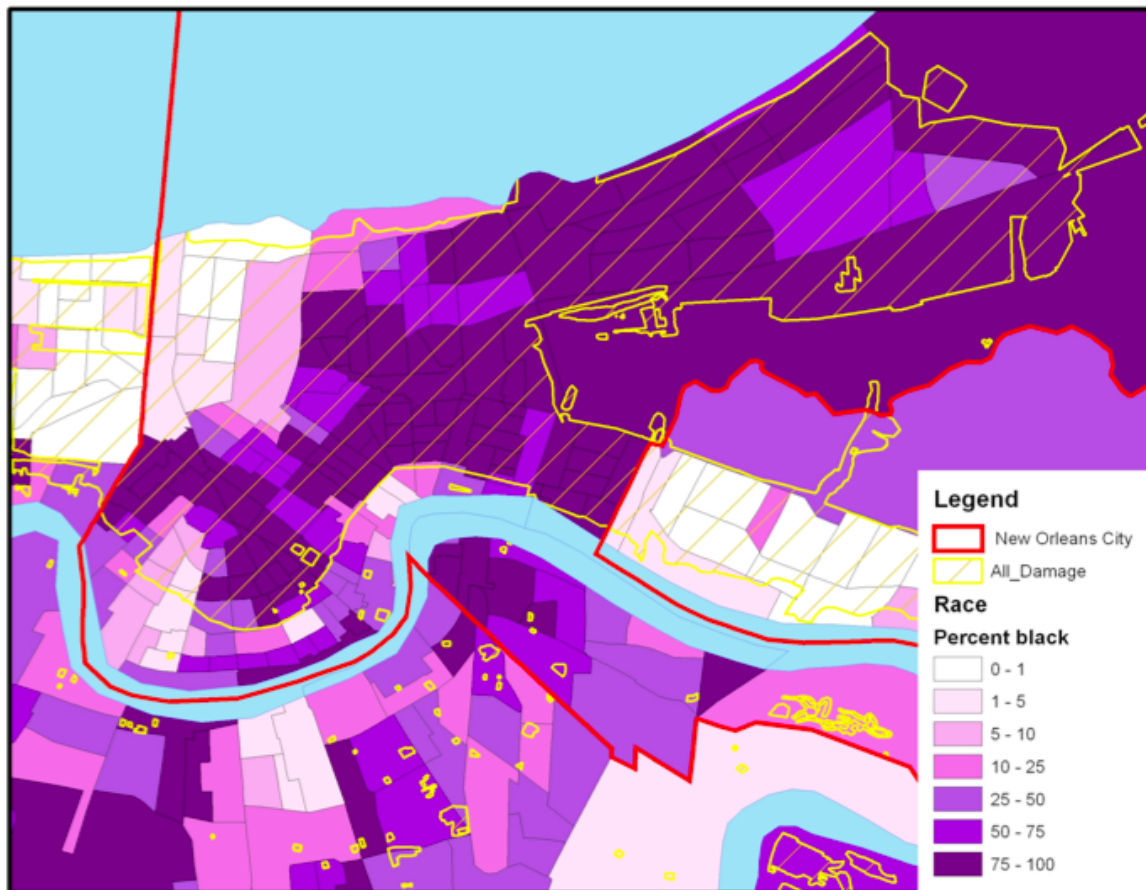 Legend
New Orleans City
All_Damage
Race
Percent black
0 - 1
1 - 5
5 - 10
10 - 25
25 - 50
50 - 75
75 - 100